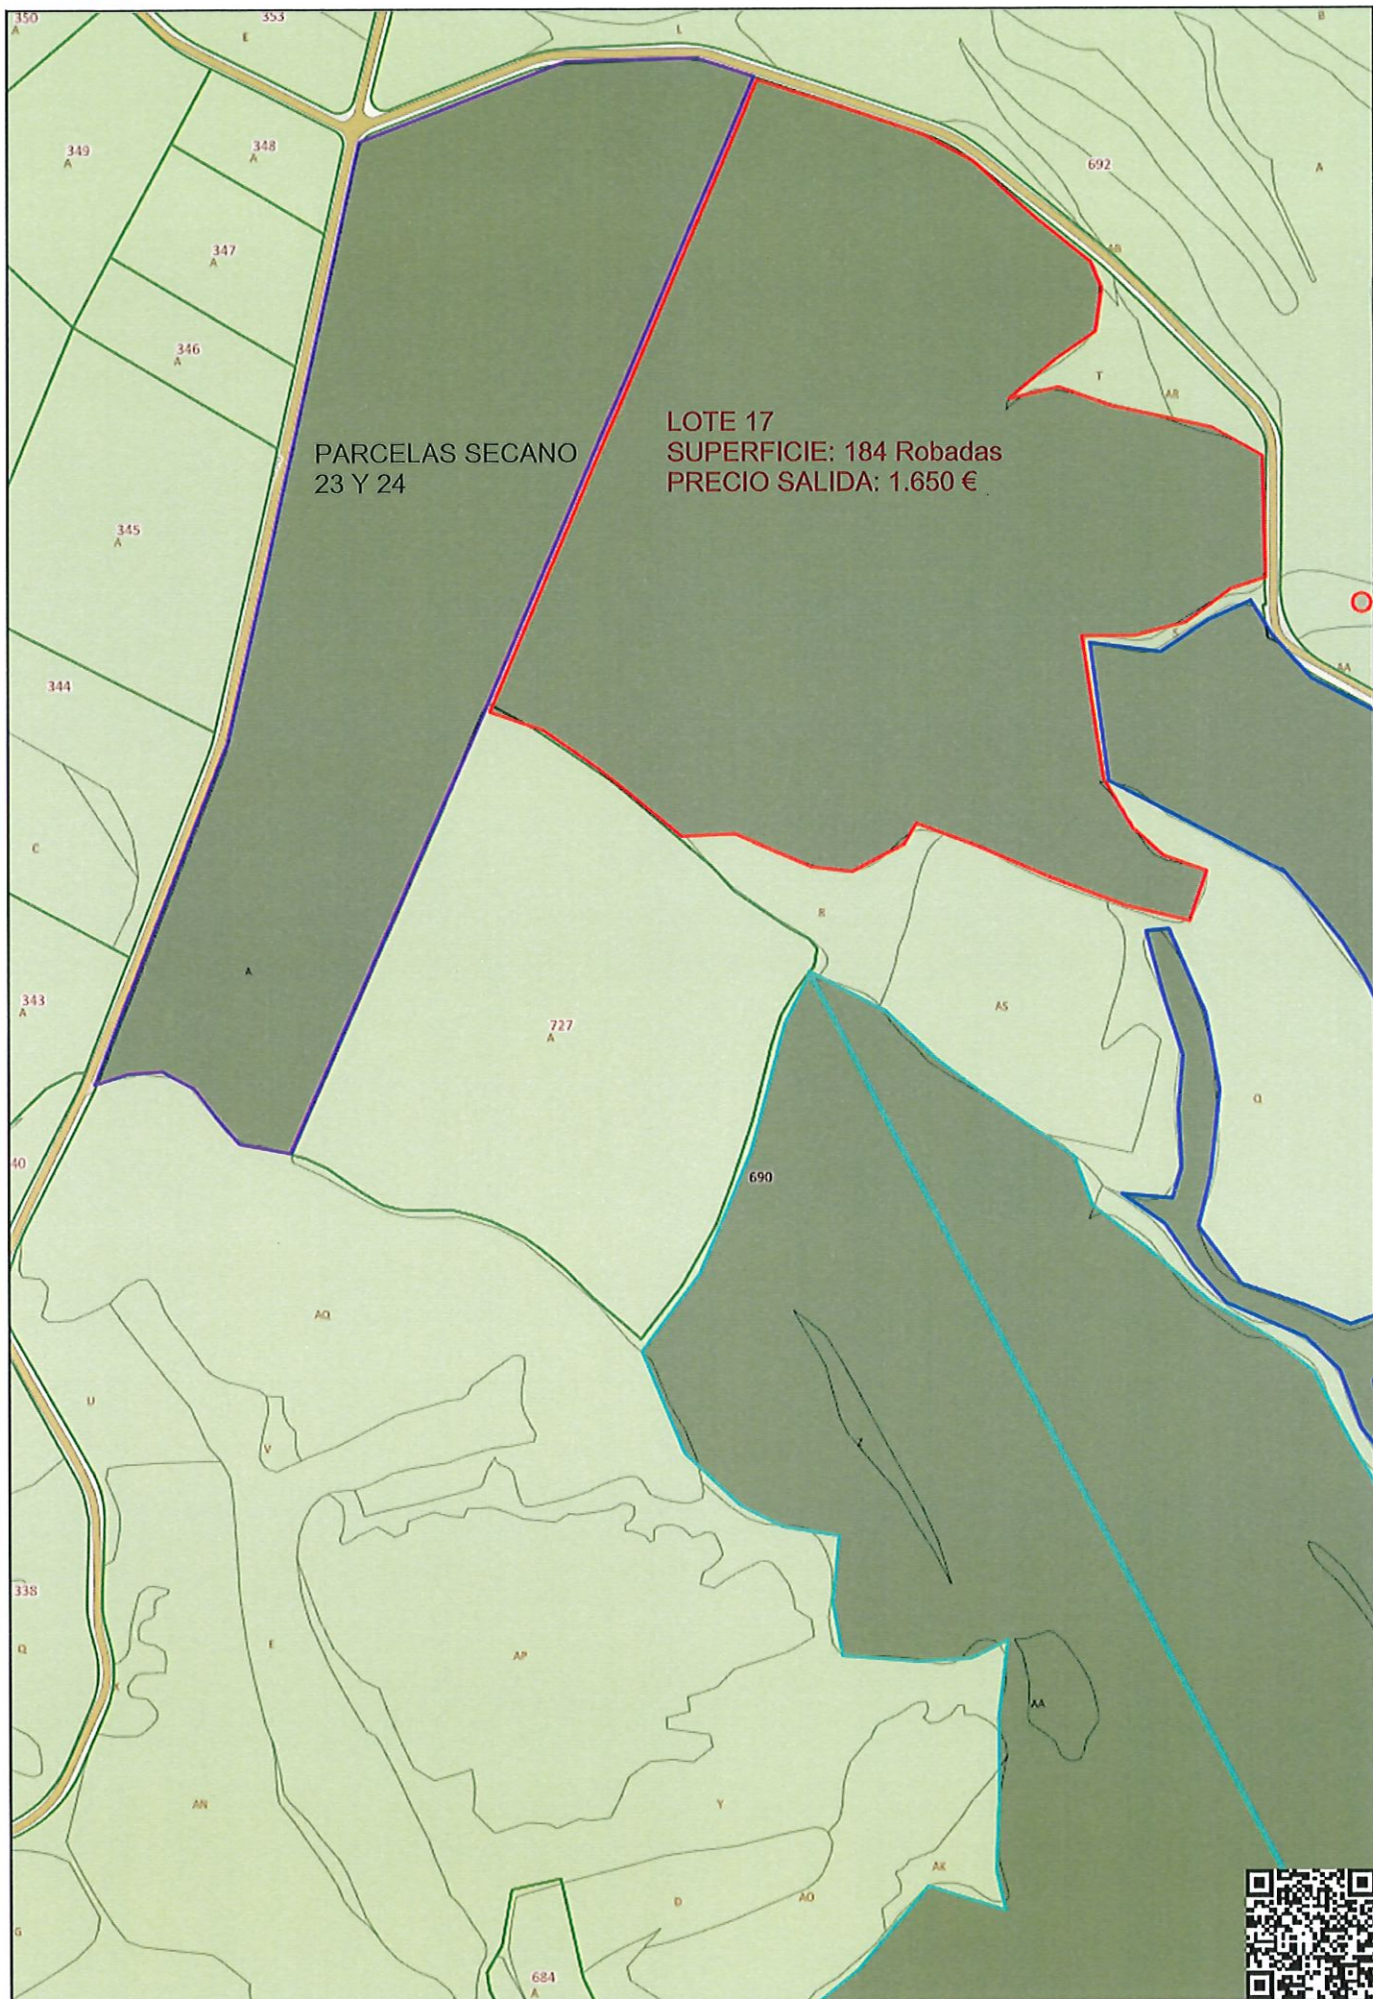 350
A
353
E
L
B
349
A
348
A
692
A
347
A
AB
346
A
T
AR
LOTE 17
SUPERFICIE: 184 Robadas
PRECIO SALIDA: 1.650 €
PARCELAS SECANO
23 Y 24
345
A
S
AA
344
C
R
A
343
A
727
A
AS
Q
40
690
AQ
U
V
338
Q
E
AP
X
AA
AN
Y
AK
D
AO
G
684
A